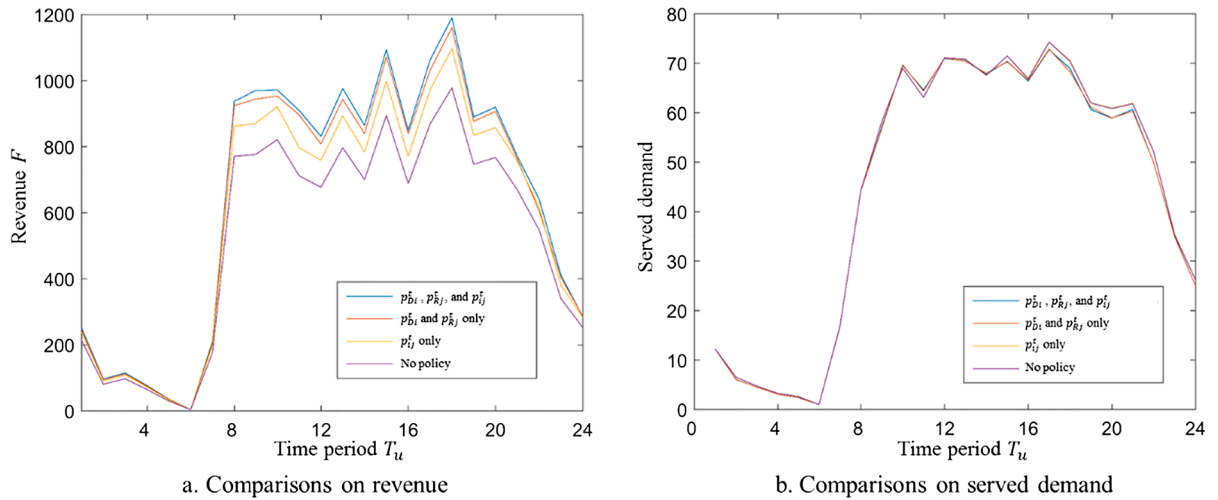 1200
1000
800
600
400
200
0
Revenue F
4 8 12 16 20 24
Time period Tᵤ
p^r_Di , p^r_Rj, and p^r_ij
p^r_Di and p^r_Rj only
p^r_ij only
No policy
a. Comparisons on revenue
80
70
60
50
40
30
20
10
0
Served demand
0 4 8 12 16 20 24
Time period Tᵤ
p^r_Di , p^r_Rj, and p^r_ij
p^r_Di and p^r_Rj only
p^r_ij only
No policy
b. Comparisons on served demand